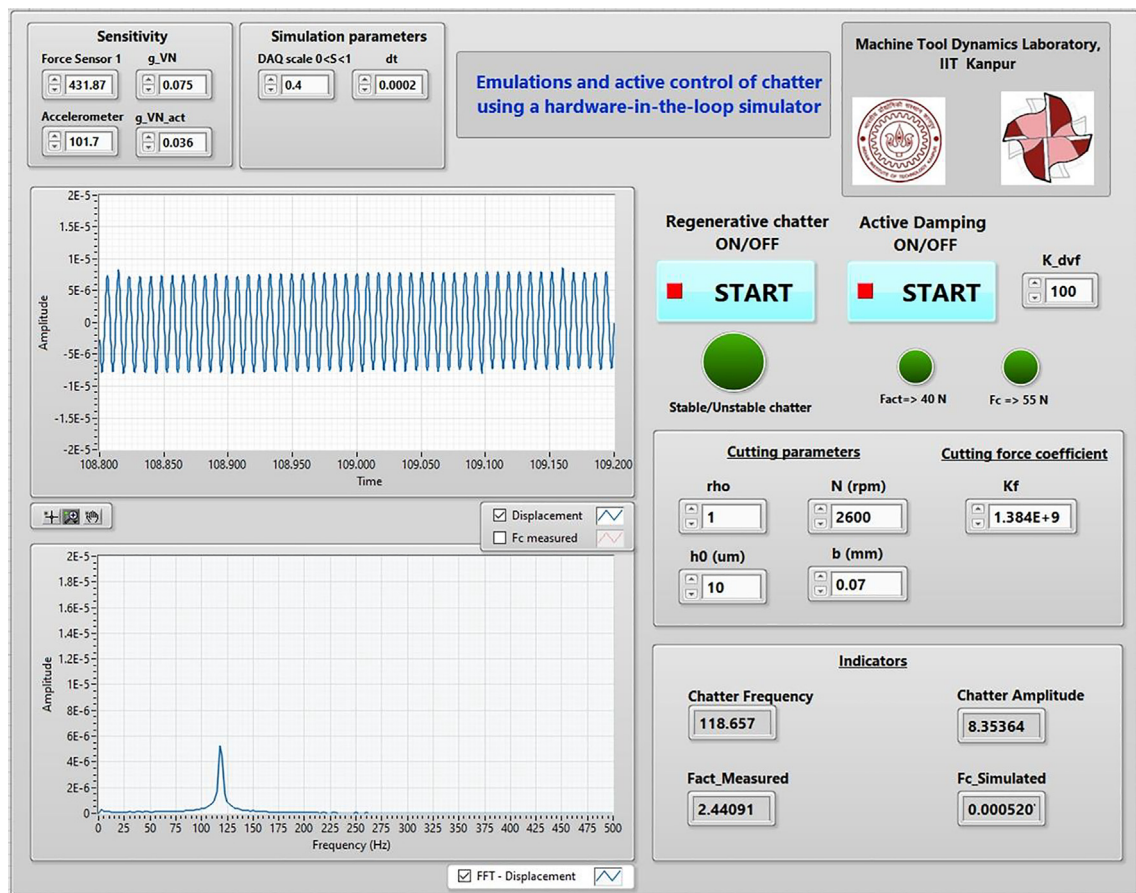 Sensitivity
Force Sensor 1 g_VN
431.87 0.075
Accelerometer g_VN_act
101.7 0.036
Simulation parameters
DAQ scale 0<S<1 dt
0.4 0.0002
Emulations and active control of chatter
using a hardware-in-the-loop simulator
Machine Tool Dynamics Laboratory,
IIT Kanpur
2E-5
1.5E-5
1E-5
5E-6
0
-5E-6
-1E-5
-1.5E-5
-2E-5
Amplitude
108.800 108.850 108.900 108.950 109.000 109.050 109.100 109.150 109.200
Time
Displacement
Fc measured
2E-5
1.8E-5
1.6E-5
1.4E-5
1.2E-5
1E-5
8E-6
6E-6
4E-6
2E-6
0
Amplitude
0 25 50 75 100 125 150 175 200 225 250 275 300 325 350 375 400 425 450 475 500
Frequency (Hz)
FFT - Displacement
Regenerative chatter
ON/OFF
START
Stable/Unstable chatter
Active Damping
ON/OFF
START
K_dvf
100
Fact=> 40 N
Fc => 55 N
Cutting parameters
rho N (rpm)
1 2600
h0 (um) b (mm)
10 0.07
Cutting force coefficient
Kf
1.384E+9
Indicators
Chatter Frequency Chatter Amplitude
118.657 8.35364
Fact_Measured Fc_Simulated
2.44091 0.000520